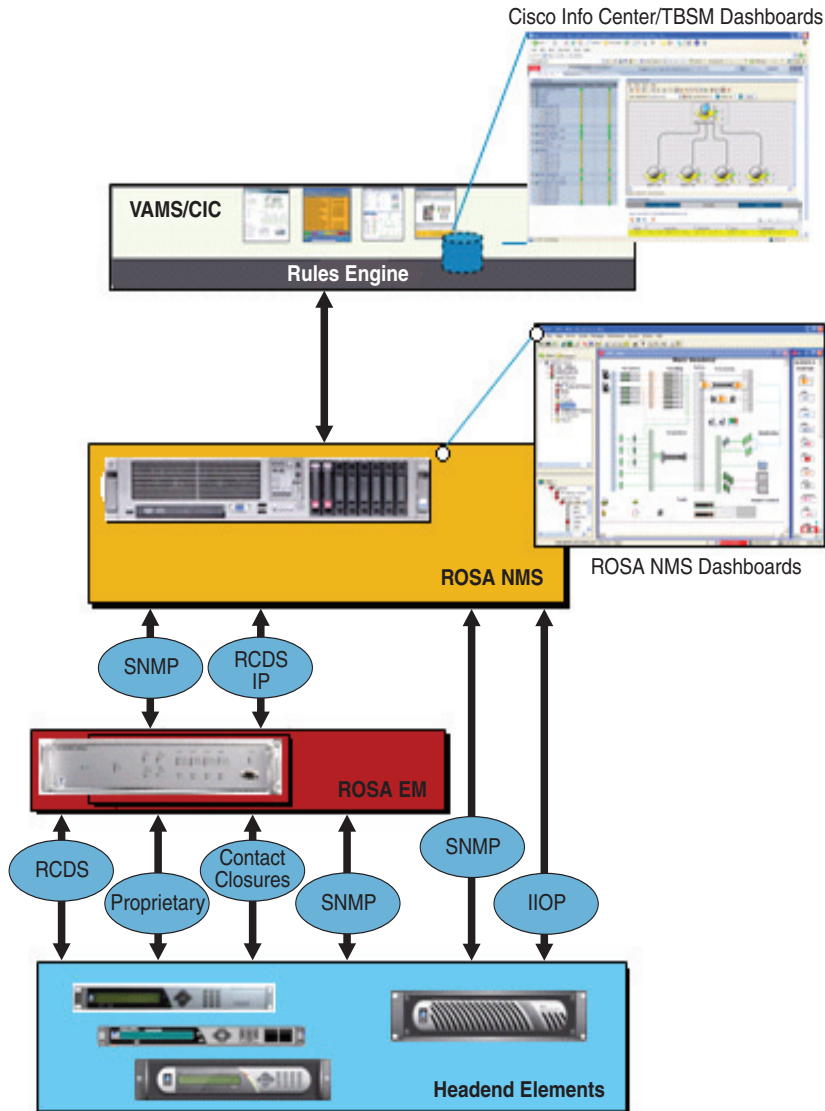 Cisco Info Center/TBSM Dashboards
VAMS/CIC
Rules Engine
ROSA NMS
ROSA NMS Dashboards
SNMP
RCDS
IP
ROSA EM
RCDS
Proprietary
Contact
Closures
SNMP
SNMP
IIOP
Headend Elements